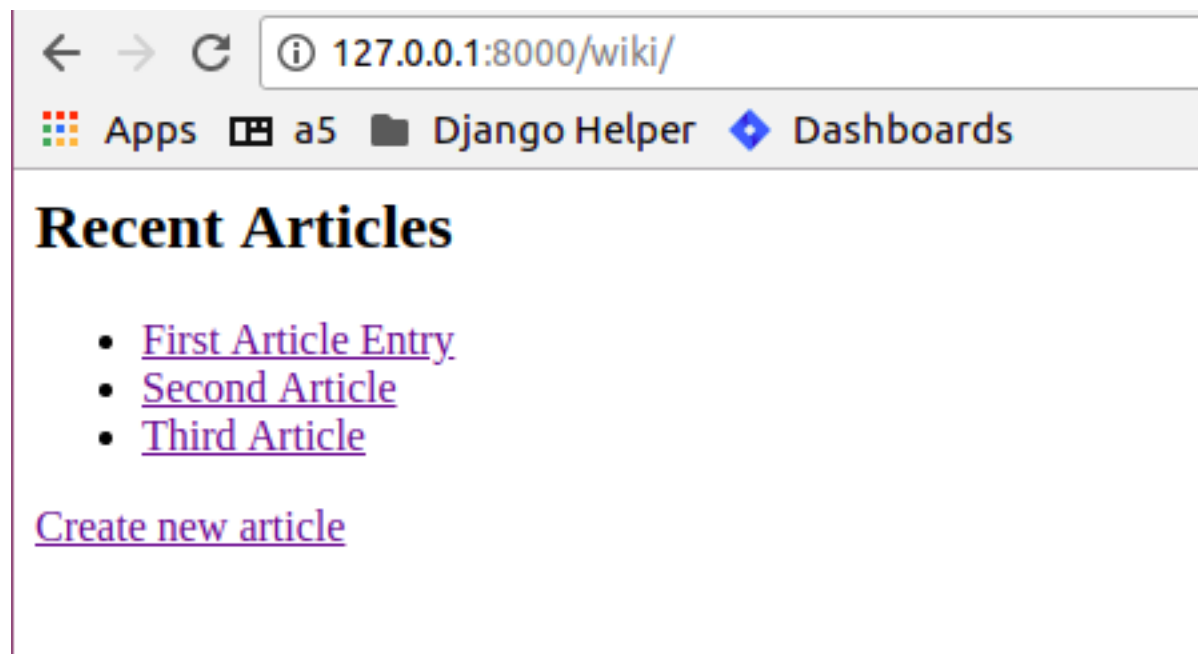 127.0.0.1:8000/wiki/
Apps a5 Django Helper Dashboards
Recent Articles
First Article Entry
Second Article
Third Article
Create new article